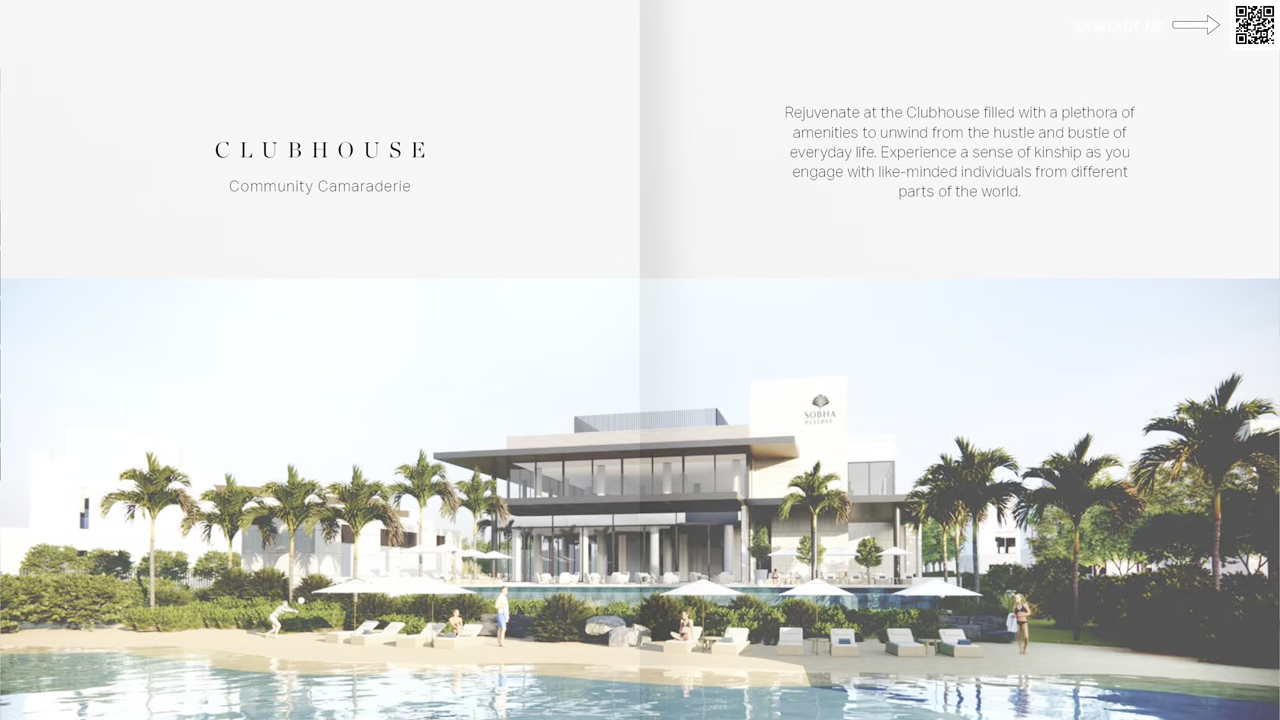 CONTACT ME
CLUBHOUSE
Community Camaraderie
Rejuvenate at the Clubhouse filled with a plethora of
amenities to unwind from the hustle and bustle of
everyday life. Experience a sense of kinship as you
engage with like-minded individuals from different
parts of the world.
SOBHA
RESERVE